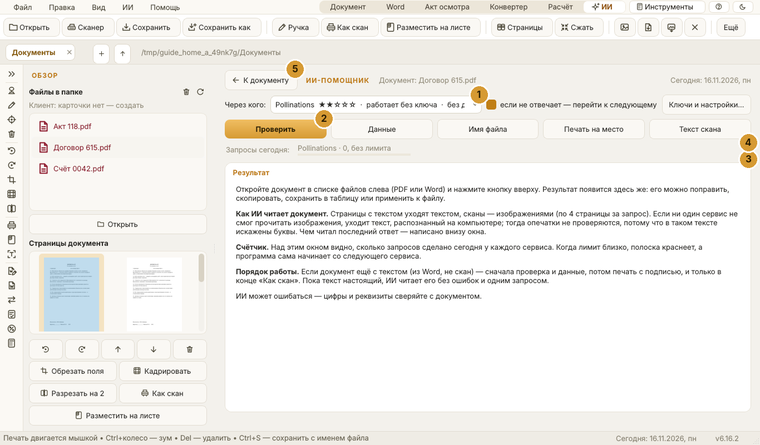 Файл Правка Вид ИИ Помощь Документ Word Акт осмотра Конвертер Расчёт ИИ Инструменты
Открыть Сканер Сохранить Сохранить как Ручка Как скан Разместить на листе Страницы Сжать Ещё
Документы × + ↑ /tmp/guide_home_a_49nk7g/Документы
ОБЗОР
Файлы в папке
Клиент: карточки нет — создать
Акт 118.pdf
Договор 615.pdf
Счёт 0042.pdf
Открыть
Страницы документа
Обрезать поля Кадрировать
Разрезать на 2 Как скан
Разместить на листе
5
← К документу ИИ-ПОМОЩНИК Документ: Договор 615.pdf Сегодня: 16.11.2026, пн
1
Через кого: Pollinations ★★☆☆☆ · работает без ключа · без если не отвечает — перейти к следующему Ключи и настройки...
2
Проверить Данные Имя файла Печать на место Текст скана
4
Запросы сегодня: Pollinations · 0, без лимита
3
Результат
Откройте документ в списке файлов слева (PDF или Word) и нажмите кнопку вверху. Результат появится здесь же: его можно поправить,
скопировать, сохранить в таблицу или применить к файлу.
Как ИИ читает документ. Страницы с текстом уходят текстом, сканы — изображениями (по 4 страницы за запрос). Если ни один сервис не
смог прочитать изображения, уходит текст, распознанный на компьютере; тогда опечатки не проверяются, потому что в таком тексте
искажены буквы. Чем читал последний ответ — написано внизу окна.
Счётчик. Над этим окном видно, сколько запросов сделано сегодня у каждого сервиса. Когда лимит близко, полоска краснеет, а
программа сама начинает со следующего сервиса.
Порядок работы. Если документ ещё с текстом (из Word, не скан) — сначала проверка и данные, потом печать с подписью, и только в
конце «Как скан». Пока текст настоящий, ИИ читает его без ошибок и одним запросом.
ИИ может ошибаться — цифры и реквизиты сверяйте с документом.
Печать двигается мышкой • Ctrl+колесо — зум • Del — удалить • Ctrl+S — сохранить с именем файла Сегодня: 16.11.2026, пн v6.16.2